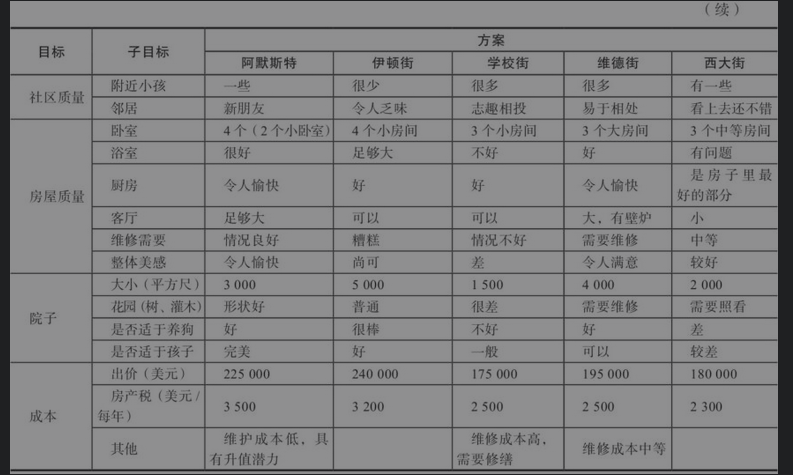 （续）
目标 子目标 方案
阿默斯特 伊顿街 学校街 维德街 西大街
社区质量 附近小孩 一些 很少 很多 很多 有一些
邻居 新朋友 令人乏味 志趣相投 易于相处 看上去还不错
房屋质量 卧室 4个（2个小卧室） 4个小房间 3个小房间 3个大房间 3个中等房间
浴室 很好 足够大 不好 好 有问题
厨房 令人愉快 好 好 令人愉快 是房子里最
好的部分
客厅 足够大 可以 可以 大，有壁炉 小
维修需要 情况良好 糟糕 情况不好 需要维修 中等
整体美感 令人愉快 尚可 差 令人满意 较好
院子 大小（平方尺） 3 000 5 000 1 500 4 000 2 000
花园（树、灌木） 形状好 普通 很差 需要维修 需要照看
是否适于养狗 好 很棒 不好 好 差
是否适于孩子 完美 好 一般 可以 较差
成本 出价（美元） 225 000 240 000 175 000 195 000 180 000
房产税（美元/
每年） 3 500 3 200 2 500 2 500 2 300
其他 维护成本低，具 维修成本高， 维修成本中等
有升值潜力 需要修缮